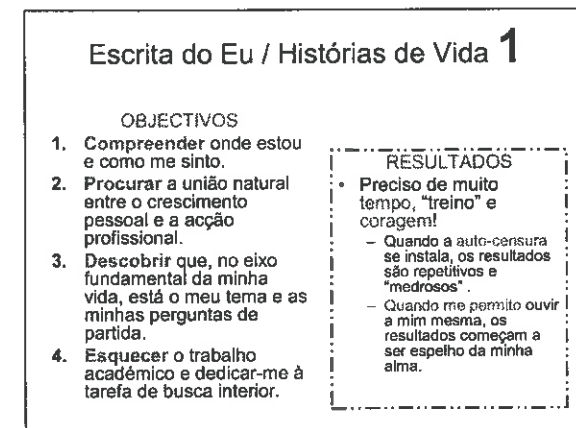 Escrita do Eu / Histórias de Vida 1
OBJECTIVOS
1. Compreender onde estou
e como me sinto.
2. Procurar a união natural
entre o crescimento
pessoal e a acção
profissional.
3. Descobrir que, no eixo
fundamental da minha
vida, está o meu tema e as
minhas perguntas de
partida.
4. Esquecer o trabalho
académico e dedicar-me à
tarefa de busca interior.
RESULTADOS
• Preciso de muito
tempo, "treino" e
coragem!
– Quando a auto-censura
se instala, os resultados
são repetitivos e
"medrosos" .
– Quando me permito ouvir
a mim mesma, os
resultados começam a
ser espelho da minha
alma.